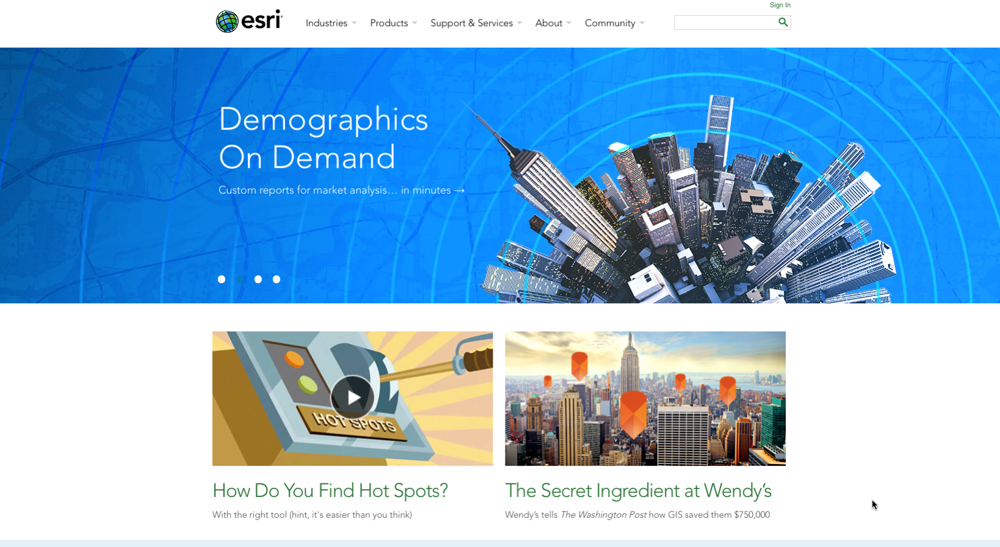 Sign In
esri
Industries Products Support & Services About Community
Demographics
On Demand
Custom reports for market analysis... in minutes →
HOT SPOTS
How Do You Find Hot Spots? 
With the right tool (hint, it's easier than you think)
The Secret Ingredient at Wendy's
Wendy's tells The Washington Post how GIS saved them $750,000